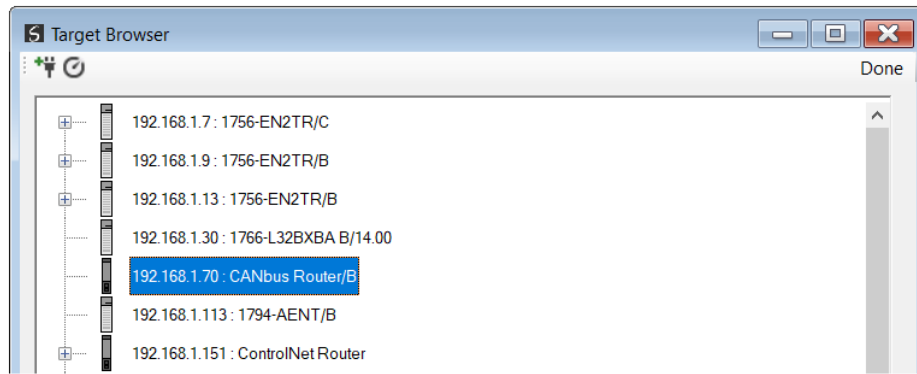 Target Browser
Done
192.168.1.7 : 1756-EN2TR/C
192.168.1.9 : 1756-EN2TR/B
192.168.1.13 : 1756-EN2TR/B
192.168.1.30 : 1766-L32BXBA B/14.00
192.168.1.70 : CANbus Router/B
192.168.1.113 : 1794-AENT/B
192.168.1.151 : ControlNet Router